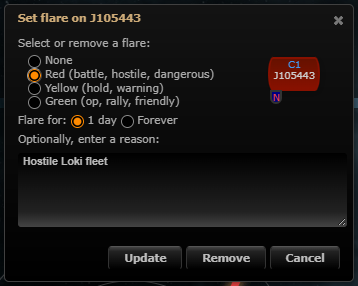 Set flare on J105443
Select or remove a flare:
None
Red (battle, hostile, dangerous)
Yellow (hold, warning)
Green (op, rally, friendly)
C1
J105443
N
Flare for: 1 day Forever
Optionally, enter a reason:
Hostile Loki fleet
Update Remove Cancel